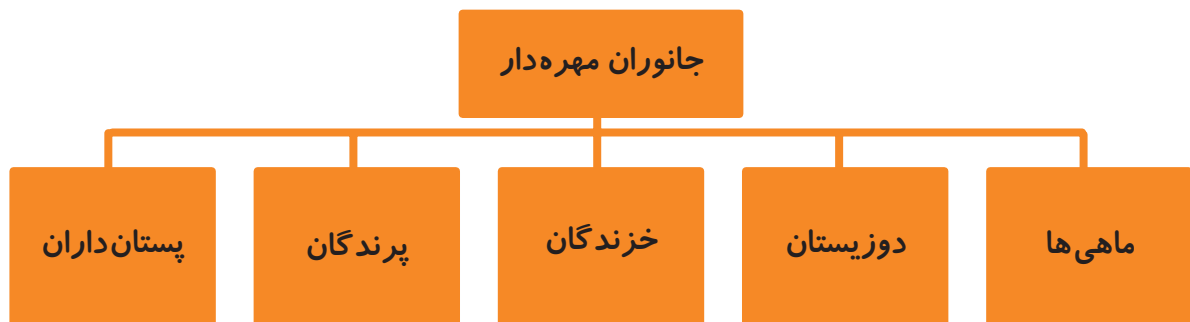 جانوران مهره‌دار
ماهی‌ها
دوزیستان
خزندگان
پرندگان
پستان‌داران